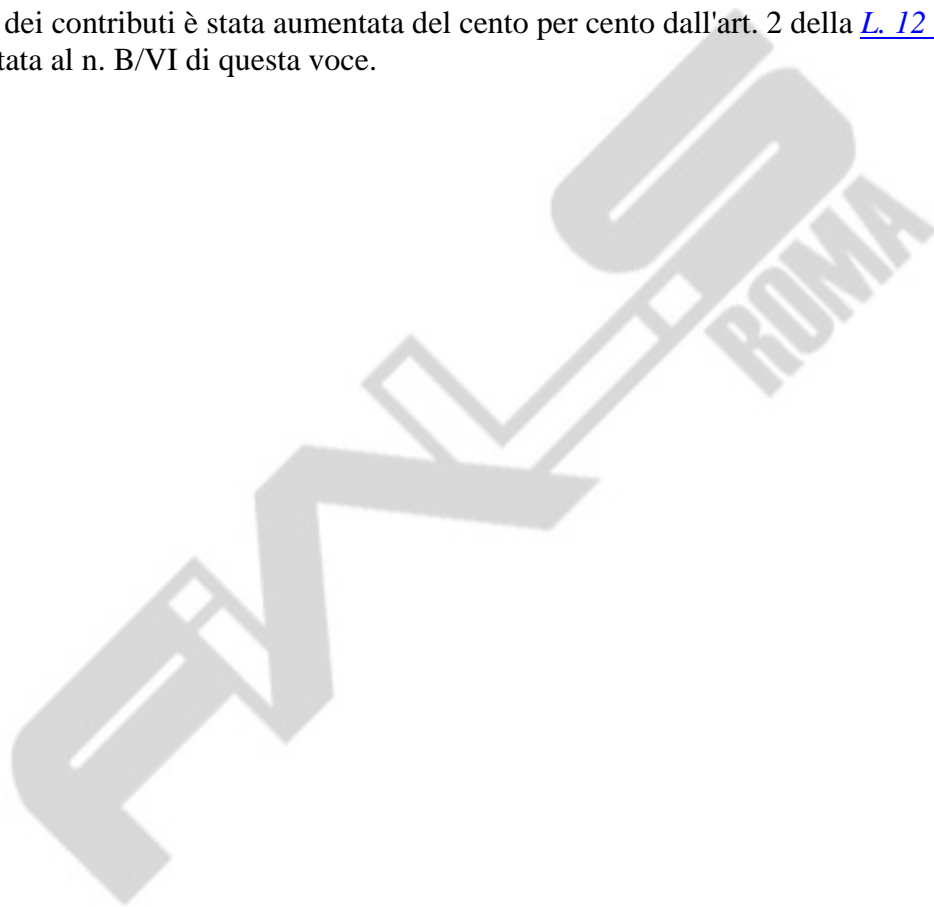 dei contributi è stata aumentata del cento per cento dall'art. 2 della L. 12
tata al n. B/VI di questa voce.
FIALS
ROMA